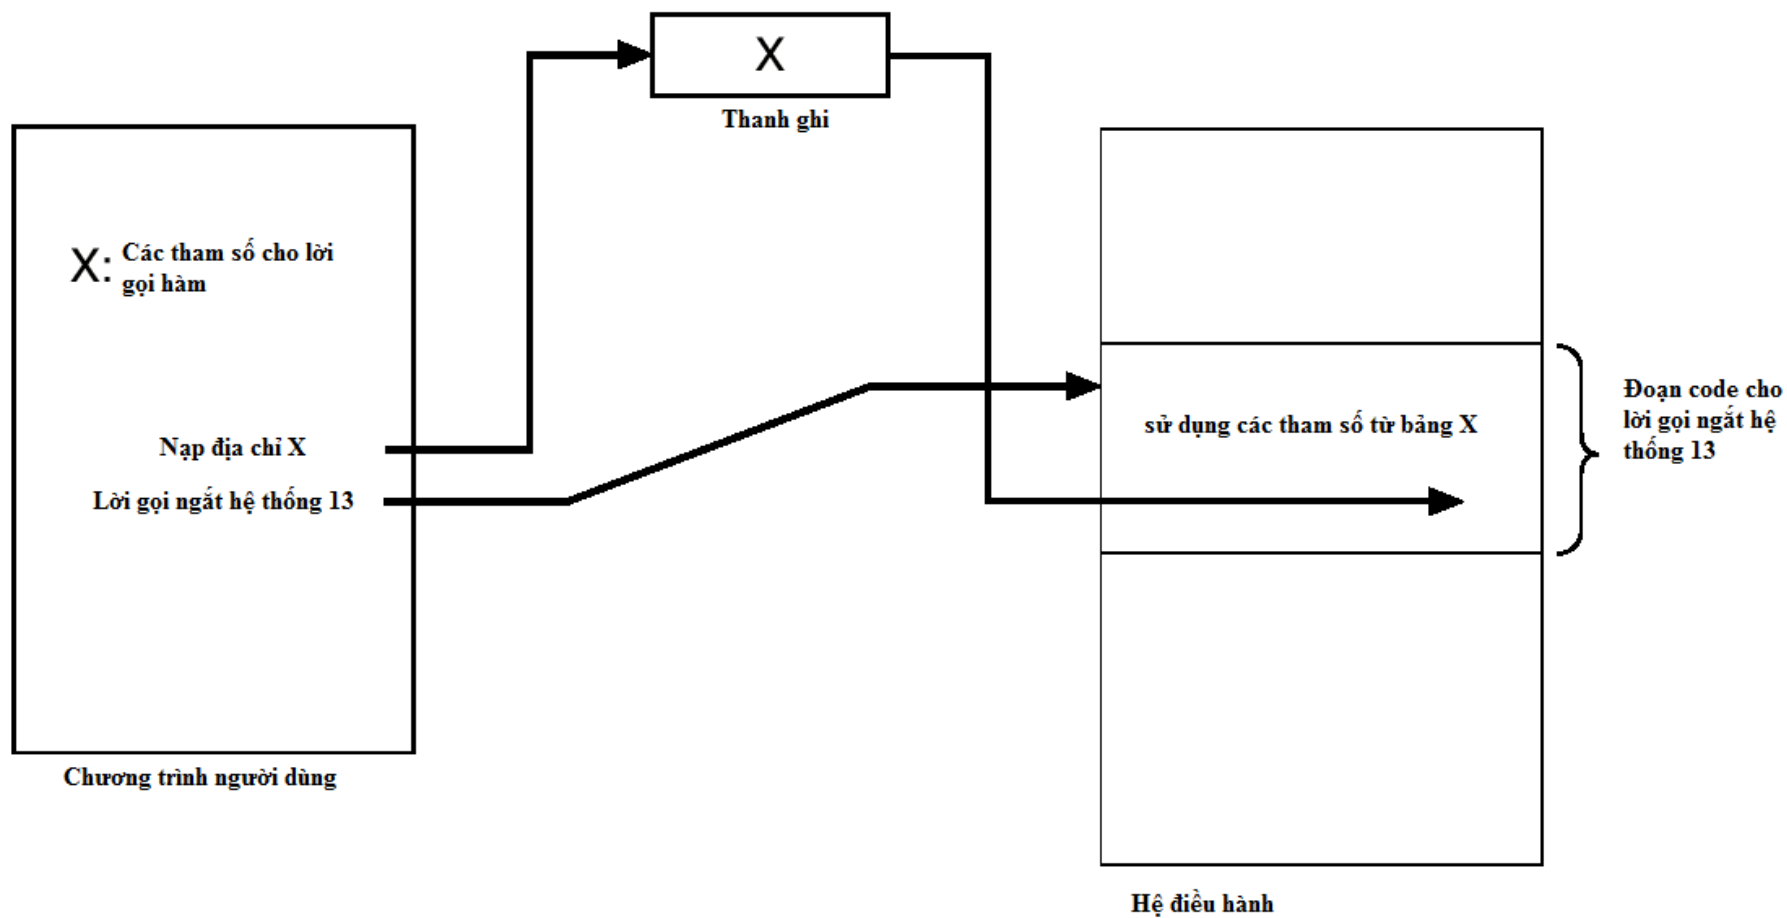 X
Thanh ghi
X: Các tham số cho lời
gọi hàm
Nạp địa chỉ X
Lời gọi ngắt hệ thống 13
Chương trình người dùng
sử dụng các tham số từ bảng X
Đoạn code cho
lời gọi ngắt hệ
thống 13
Hệ điều hành